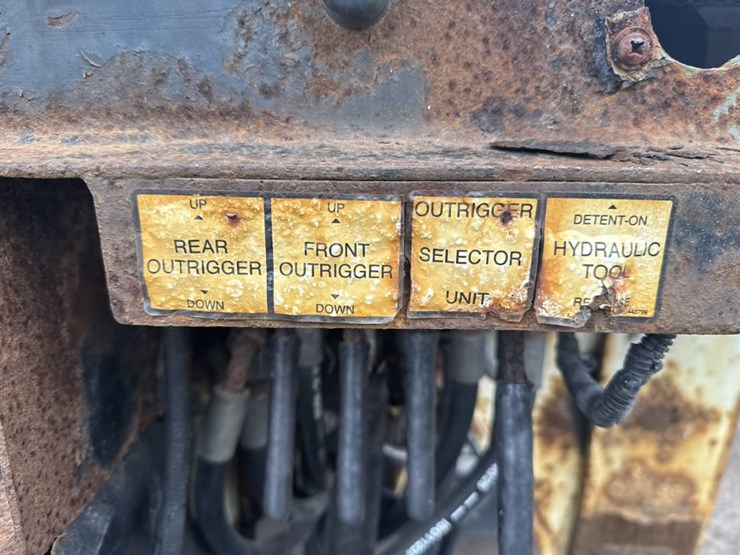 UP
REAR
OUTRIGGER
DOWN
UP
FRONT
OUTRIGGER
DOWN
OUTRIGGER
SELECTOR
UNIT
DETENT-ON
HYDRAULIC
TOOL